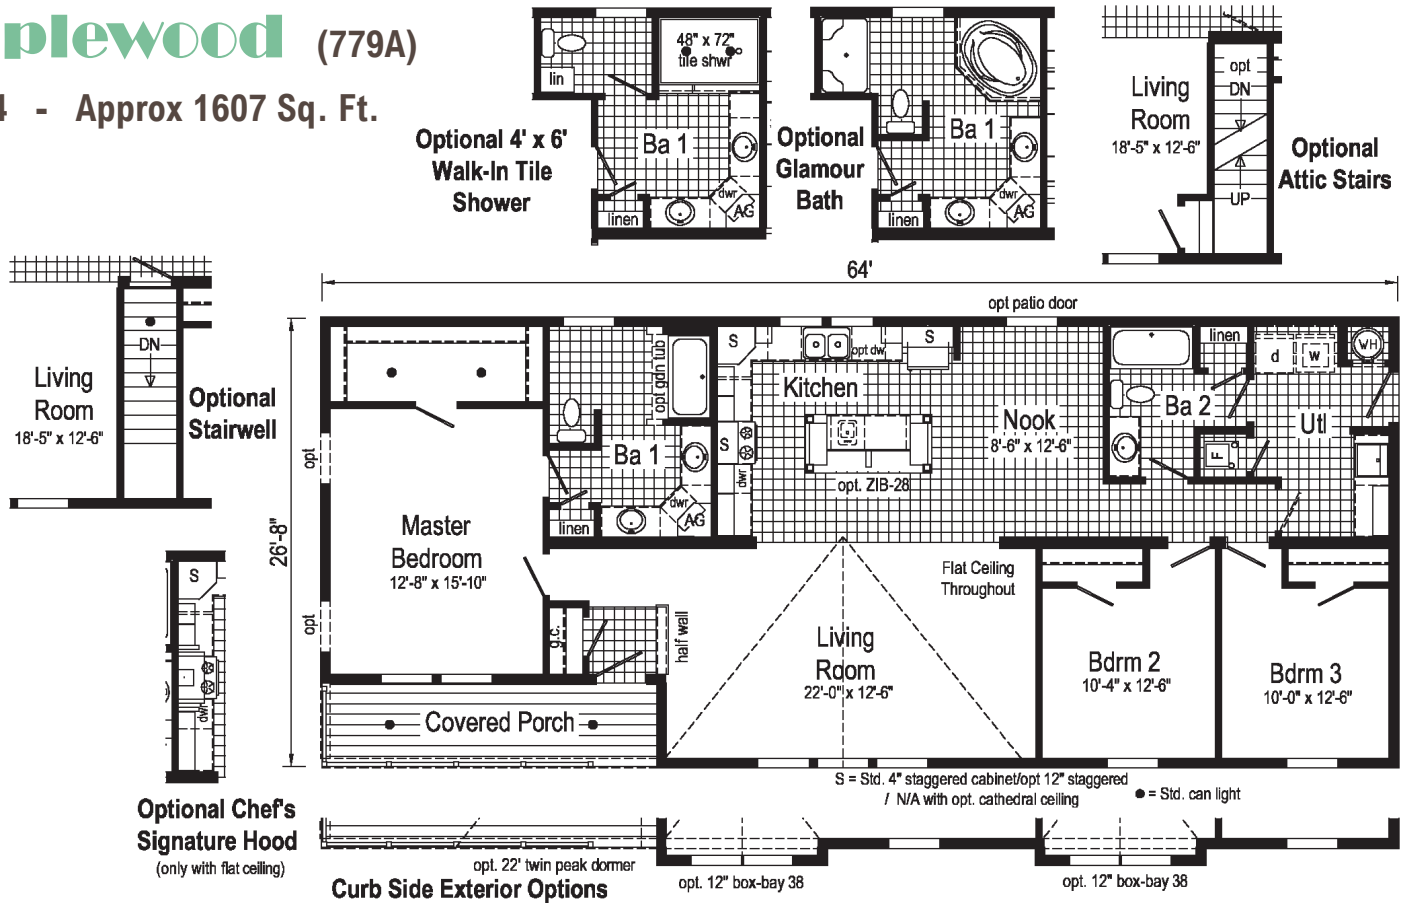 plewood (779A)
4 - Approx 1607 Sq. Ft.
lin
48" x 72"
tile shwr
Ba 1
linen
dwr
AG
Optional 4' x 6'
Walk-In Tile
Shower
Ba 1
linen
dwr
AG
Optional
Glamour
Bath
Living
Room
18'-5" x 12'-6"
opt
DN
UP
Optional
Attic Stairs
Living
Room
18'-5" x 12'-6"
DN
Optional
Stairwell
64'
26'-8"
opt patio door
opt
opt
Master
Bedroom
12'-8" x 15'-10"
opt gdn tub
Ba 1
linen
dwr
AG
S
opt dw
S
Kitchen
S
dwr
opt. ZIB-28
Nook
8'-6" x 12'-6"
linen
Ba 2
d
w
WH
Utl
F
g.c.
half wall
Flat Ceiling
Throughout
Living
Room
22'-0" x 12'-6"
Bdrm 2
10'-4" x 12'-6"
Bdrm 3
10'-0" x 12'-6"
Covered Porch
S
dwr
Optional Chef's
Signature Hood
(only with flat ceiling)
S = Std. 4" staggered cabinet/opt 12" staggered
/ N/A with opt. cathedral ceiling
● = Std. can light
opt. 22' twin peak dormer
Curb Side Exterior Options
opt. 12" box-bay 38
opt. 12" box-bay 38